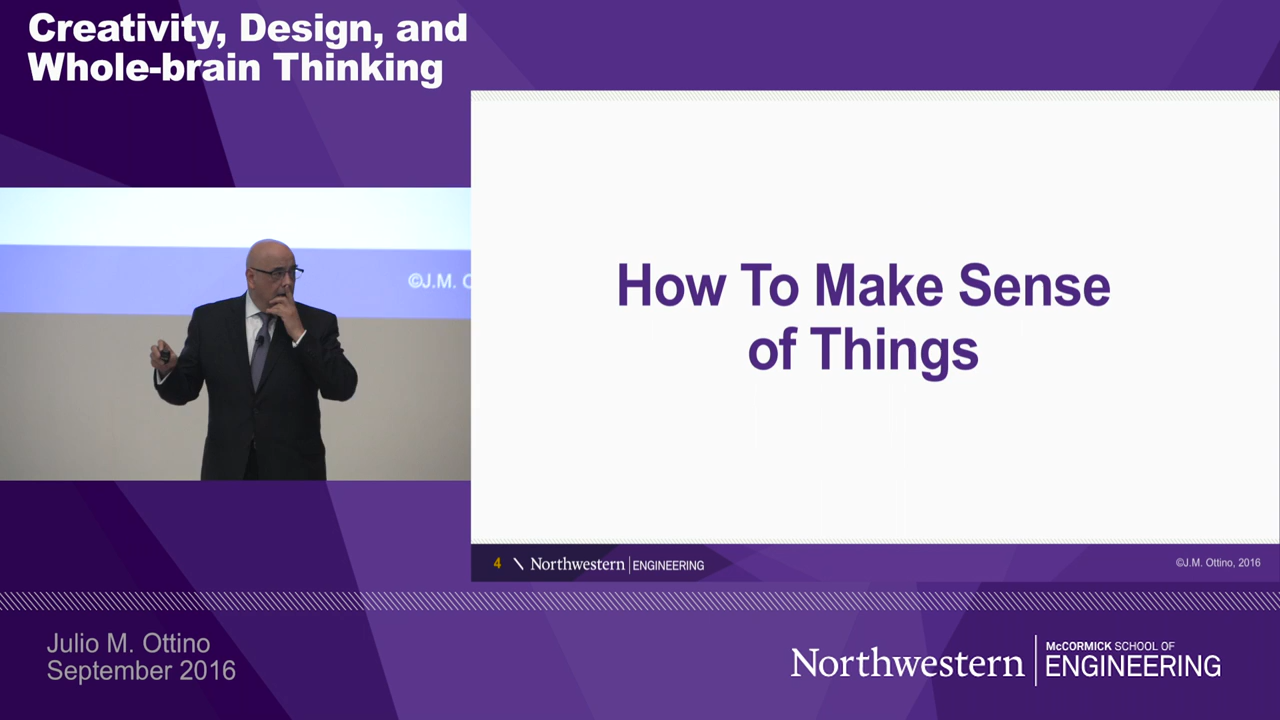 Creativity, Design, and
Whole-brain Thinking
©J.M.
How To Make Sense
of Things
4 \ Northwestern | ENGINEERING
©J.M. Ottino, 2016
Julio M. Ottino
September 2016
Northwestern
McCORMICK SCHOOL OF
ENGINEERING